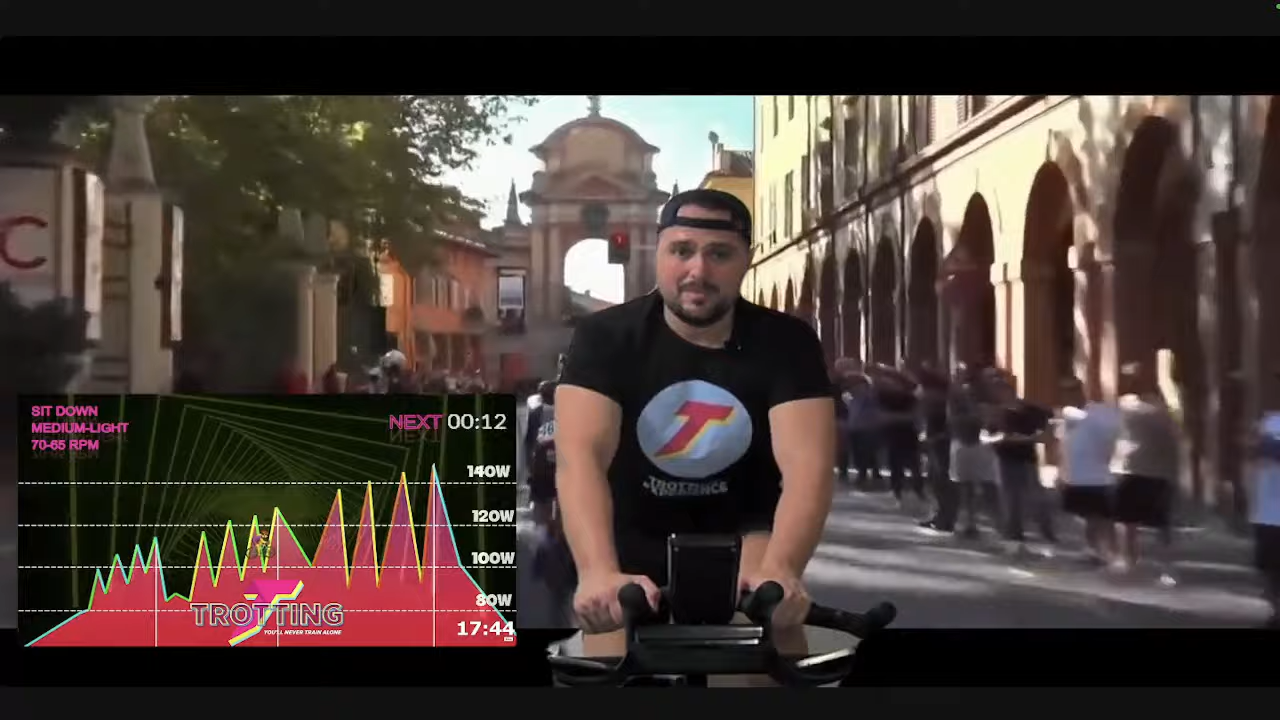 C
SIT DOWN
MEDIUM-LIGHT
70-65 RPM
NEXT 00:12
140W
120W
100W
80W
TROTTING
YOU'LL NEVER TRAIN ALONE
17:44
T